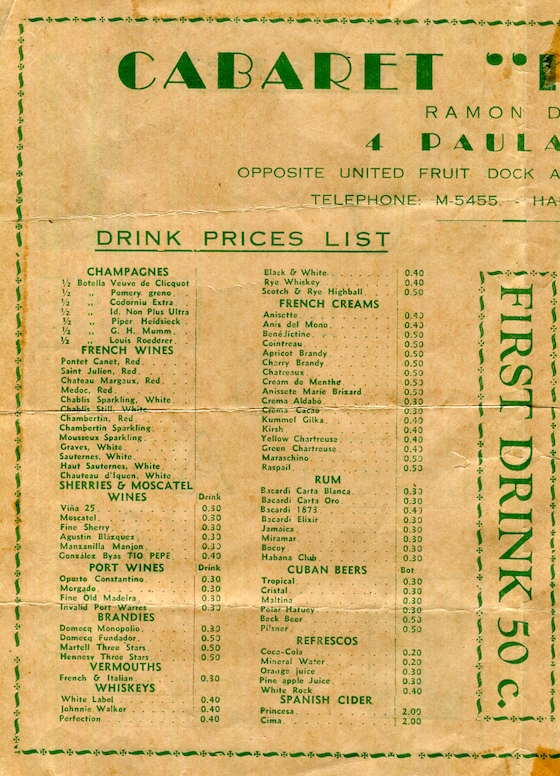 CABARET "
RAMON D
4 PAULA
OPPOSITE UNITED FRUIT DOCK A
TELEPHONE: M-5455. - HA
DRINK PRICES LIST
CHAMPAGNES
½ Botella Veuve de Clicquot
½ ,, Pomery. greno
½ ,, Codorniu Extra
½ ,, Id. Non Plus Ultra
½ ,, Piper Heidsieck
½ ,, G. H. Mumm
½ ,, Louis Roederer
FRENCH WINES
Pontet Canet, Red
Saint Julien, Red
Chateau Margaux, Red
Medoc, Red
Chablis Sparkling, White
Chablis Still, White
Chambertin, Red
Chambertin Sparkling
Mousseux Sparkling
Graves, White
Sauternes, White
Haut Sauternes, White
Chauteau d'Iquen, White
SHERRIES & MOSCATEL
WINES Drink
Viña 25 0.30
Moscatel 0.30
Fine Sherry 0.30
Agustin Blázquez 0.30
Manzanilla Manjon 0.30
González Byas TIO PEPE 0.40
PORT WINES Drink
Oporto Constantino 0.30
Morgado 0.30
Fine Old Madeira 0.30
Invalid Port Warres 0.30
BRANDIES
Domecq Monopolio 0.30
Domecq Fundador 0.50
Martell Three Stars 0.50
Hennesy Three Stars 0.50
VERMOUTHS
French & Italian 0.30
WHISKEYS
White Label 0.40
Johnnie Walker 0.40
Perfection 0.40
Black & White 0.40
Rye Whiskey 0.40
Scotch & Rye Highball 0.50
FRENCH CREAMS
Anisette 0.40
Anis del Mono 0.40
Benédictine 0.50
Cointreau 0.50
Apricot Brandy 0.50
Cherry Brandy 0.50
Chatreaux 0.50
Cream de Menthe 0.50
Anissete Marie Brizard 0.50
Crema Aldabó 0.30
Crema Cacao 0.30
Kummel Gilka 0.40
Kirsh 0.40
Yellow Chartreuse 0.40
Green Chartreuse 0.40
Maraschino 0.50
Raspail 0.50
RUM
Bacardi Carta Blanca 0.30
Bacardi Carta Oro 0.30
Bacardi 1873 0.40
Bacardi Elixir 0.30
Jamaica 0.30
Miramar 0.30
Bocoy 0.30
Habana Club 0.30
CUBAN BEERS Bot.
Tropical 0.30
Cristal 0.30
Maltina 0.30
Polar Hatuey 0.30
Beck Beer 0.50
Pilsner 0.50
REFRESCOS
Coca-Cola 0.20
Mineral Water 0.20
Orange juice 0.30
Pine apple Juice 0.30
White Rock 0.40
SPANISH CIDER
Princesa 2.00
Cima 2.00
FIRST DRINK 50 c.